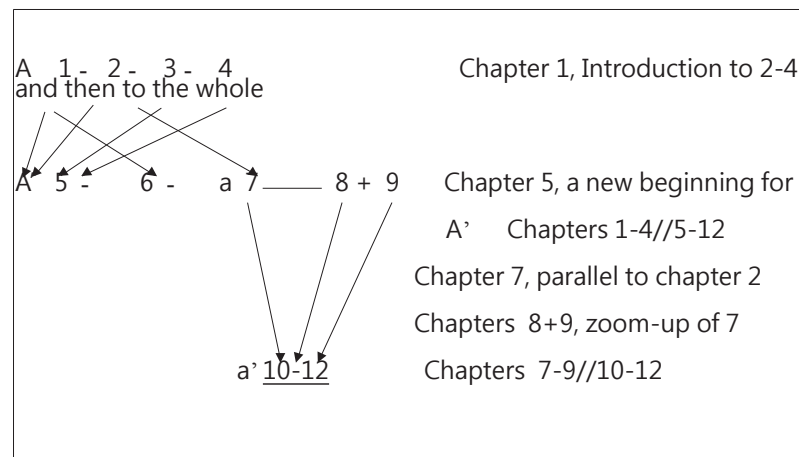 A 1 - 2 - 3 - 4 Chapter 1, Introduction to 2-4
and then to the whole
A 5 - 6 - a 7 ____ 8 + 9 Chapter 5, a new beginning for
A’ Chapters 1-4//5-12
Chapter 7, parallel to chapter 2
Chapters 8+9, zoom-up of 7
a’ 10-12 Chapters 7-9//10-12